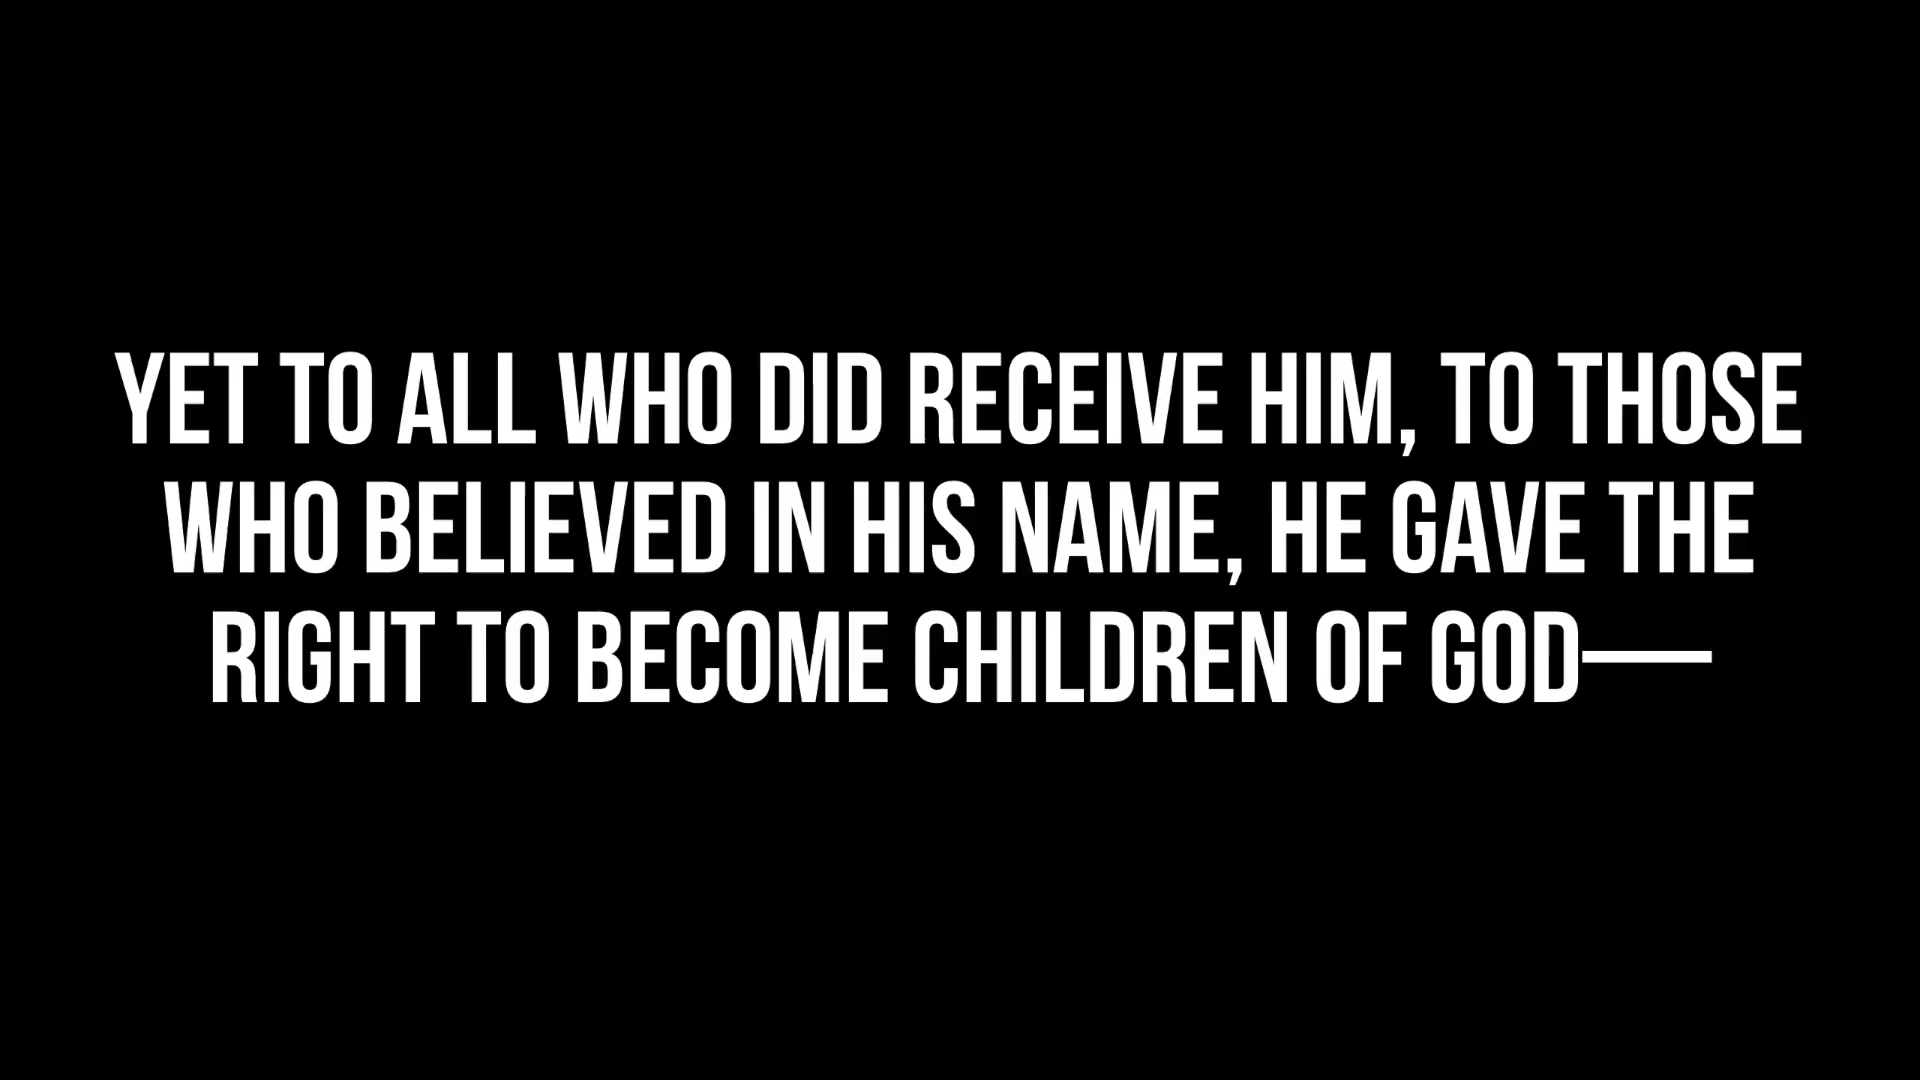 YET TO ALL WHO DID RECEIVE HIM, TO THOSE
WHO BELIEVED IN HIS NAME, HE GAVE THE
RIGHT TO BECOME CHILDREN OF GOD—